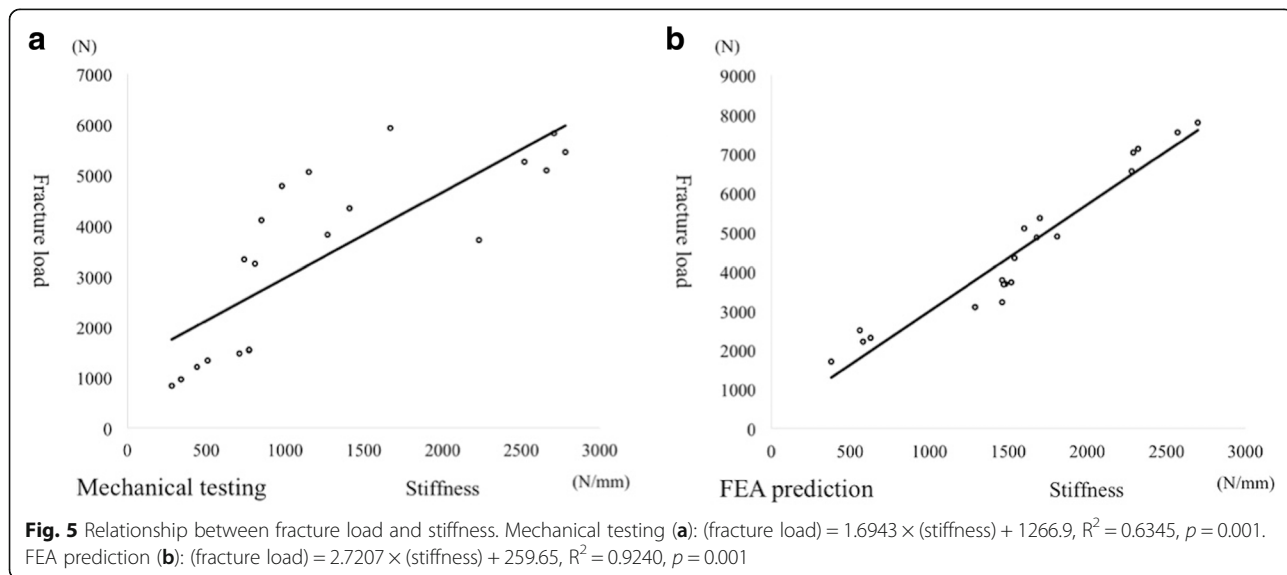 a
(N)
7000
6000
5000
4000
3000
2000
1000
0
Fracture load
0 500 1000 1500 2000 2500 3000
Mechanical testing Stiffness (N/mm)
b
(N)
9000
8000
7000
6000
5000
4000
3000
2000
1000
0
Fracture load
0 500 1000 1500 2000 2500 3000
FEA prediction Stiffness (N/mm)
Fig. 5 Relationship between fracture load and stiffness. Mechanical testing (a): (fracture load) = 1.6943 × (stiffness) + 1266.9, R² = 0.6345, p = 0.001.
FEA prediction (b): (fracture load) = 2.7207 × (stiffness) + 259.65, R² = 0.9240, p = 0.001